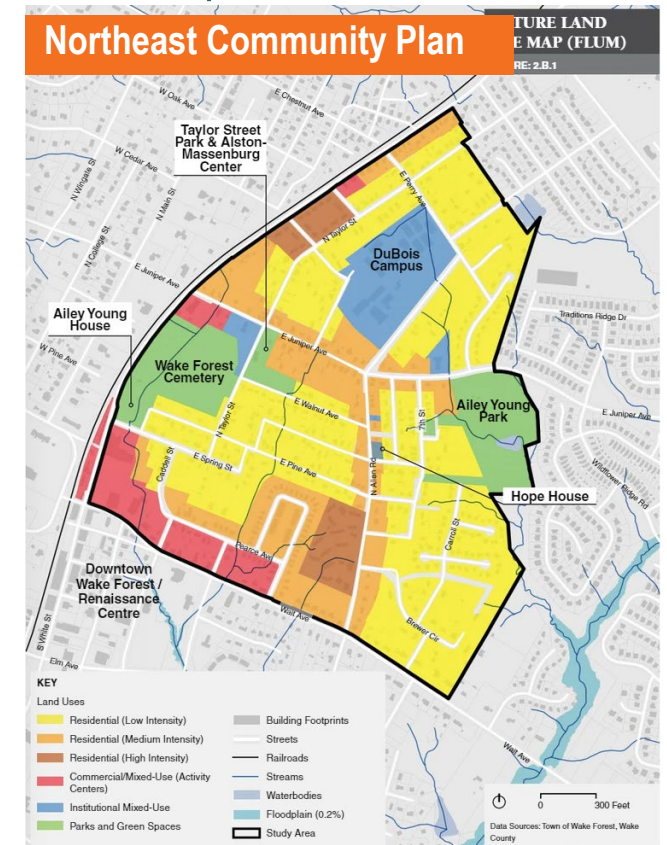 Northeast Community Plan
TURE LAND
E MAP (FLUM)
RE: 2.B.1
W Oak Ave
E Chestnut Ave
Taylor Street
Park & Alston-
Massenburg
Center
W Cedar Ave
N Wingate St
N Main St
N College St
E Perry Ave
N Taylor St
DuBois
Campus
E Juniper Ave
Ailey Young
House
Traditions Ridge Dr
W Pine Ave
E Juniper Ave
Wake Forest
Cemetery
Ailey Young
Park
E Juniper Ave
N Taylor St
E Walnut Ave
7th St
Caddell St
E Spring St
E Pine Ave
N Allen Rd
Wildflower Ridge Rd
Hope House
Carroll St
Pearce Ave
Downtown
Wake Forest /
Renaissance
Centre
Wait Ave
Brewer Cir
S White St
Elm Ave
Wait Ave
KEY
Land Uses
Residential (Low Intensity)
Residential (Medium Intensity)
Residential (High Intensity)
Commercial/Mixed-Use (Activity
Centers)
Institutional Mixed-Use
Parks and Green Spaces
Building Footprints
Streets
Railroads
Streams
Waterbodies
Floodplain (0.2%)
Study Area
0 300 Feet
Data Sources: Town of Wake Forest, Wake
County